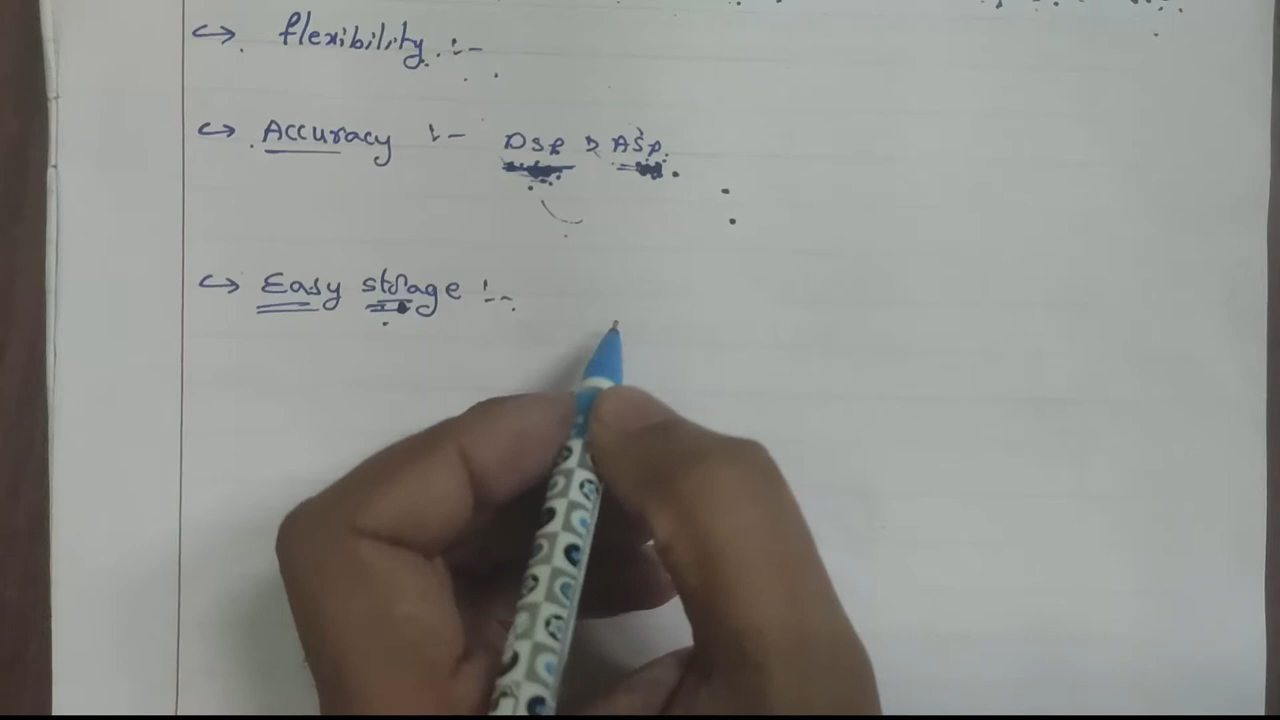 ↪ flexibility :-
↪ Accuracy :- DSP > ASP.
↪ Easy storage :-